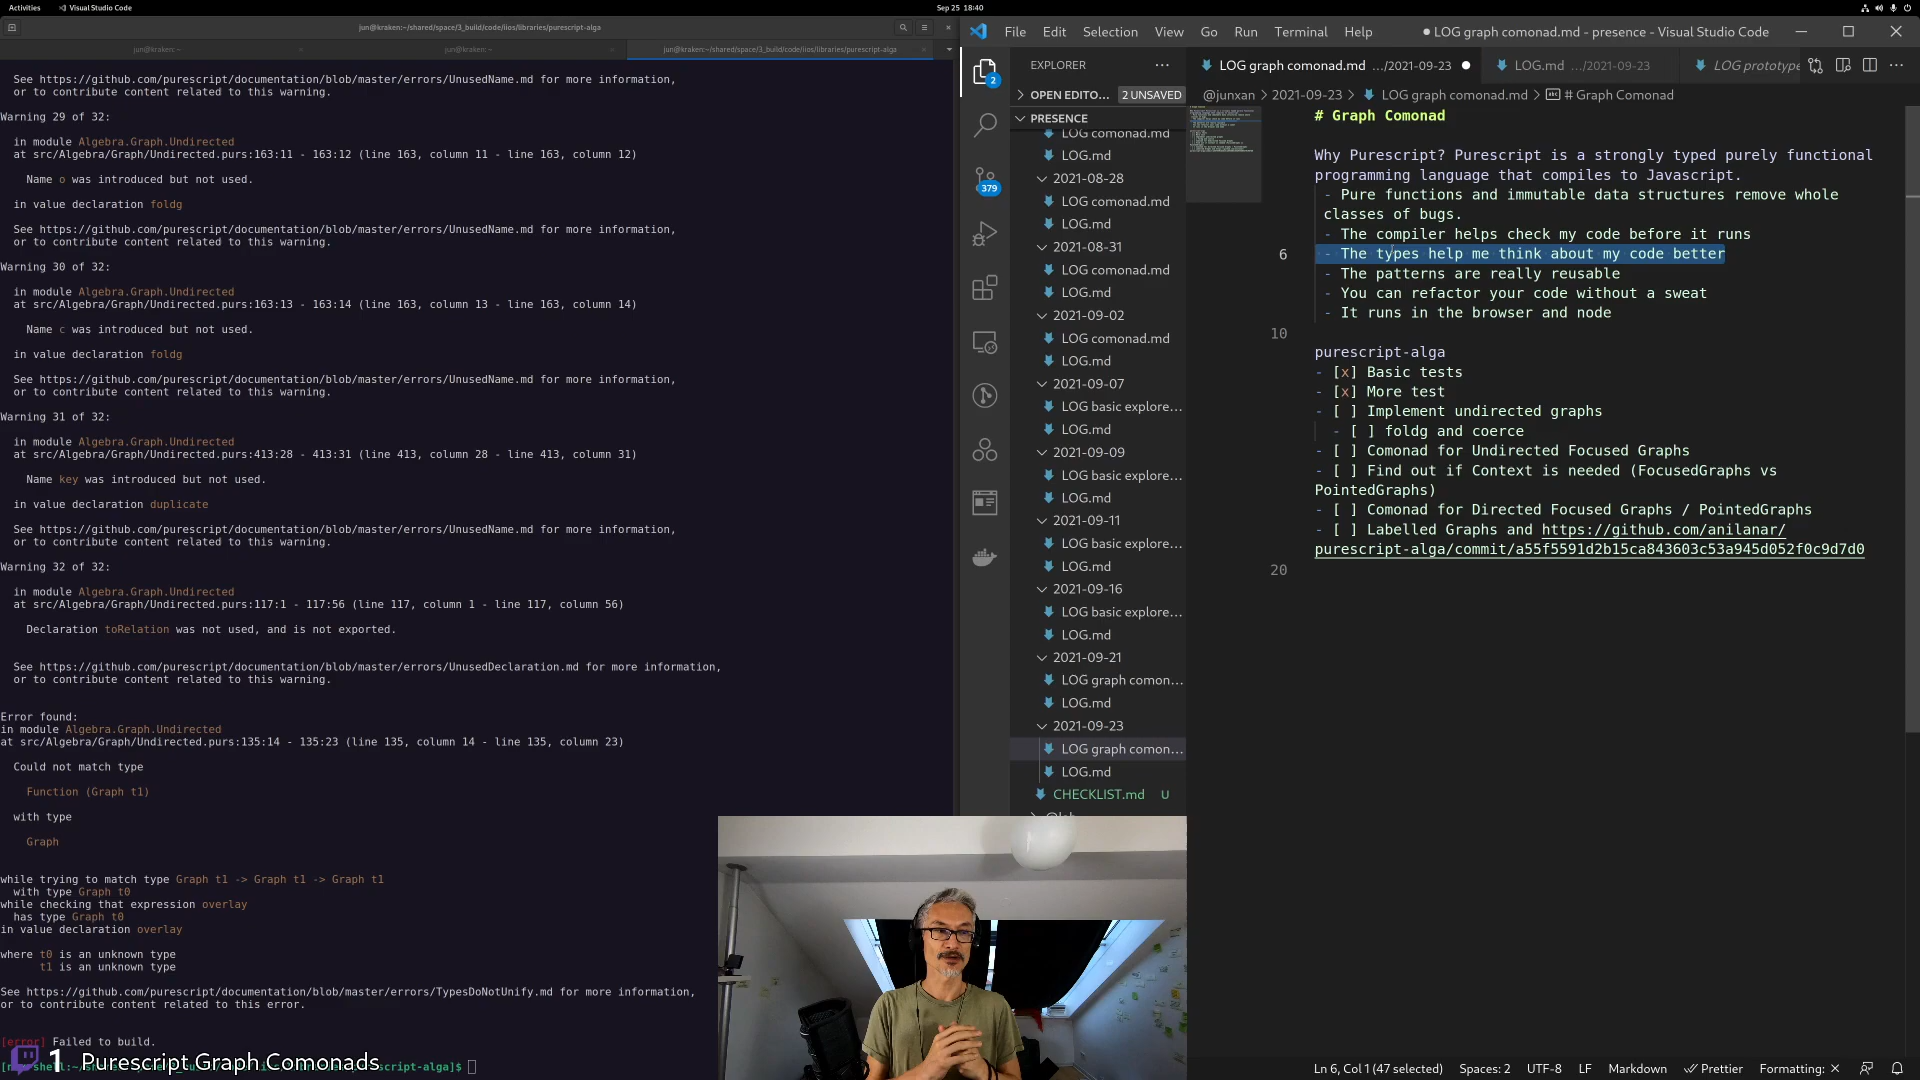 Activities
Visual Studio Code
Sep 25 18:40
jun@kraken:~/shared/space/3_build/code/iios/libraries/purescript-alga
jun@kraken:~
jun@kraken:~
jun@kraken:~/shared/space/3_build/code/iios/libraries/purescript-alga
See https://github.com/purescript/documentation/blob/master/errors/UnusedName.md for more information,
or to contribute content related to this warning.
Warning 29 of 32:
in module Algebra.Graph.Undirected
at src/Algebra/Graph/Undirected.purs:163:11 - 163:12 (line 163, column 11 - line 163, column 12)
Name o was introduced but not used.
in value declaration foldg
See https://github.com/purescript/documentation/blob/master/errors/UnusedName.md for more information,
or to contribute content related to this warning.
Warning 30 of 32:
in module Algebra.Graph.Undirected
at src/Algebra/Graph/Undirected.purs:163:13 - 163:14 (line 163, column 13 - line 163, column 14)
Name c was introduced but not used.
in value declaration foldg
See https://github.com/purescript/documentation/blob/master/errors/UnusedName.md for more information,
or to contribute content related to this warning.
Warning 31 of 32:
in module Algebra.Graph.Undirected
at src/Algebra/Graph/Undirected.purs:413:28 - 413:31 (line 413, column 28 - line 413, column 31)
Name key was introduced but not used.
in value declaration duplicate
See https://github.com/purescript/documentation/blob/master/errors/UnusedName.md for more information,
or to contribute content related to this warning.
Warning 32 of 32:
in module Algebra.Graph.Undirected
at src/Algebra/Graph/Undirected.purs:117:1 - 117:56 (line 117, column 1 - line 117, column 56)
Declaration toRelation was not used, and is not exported.
See https://github.com/purescript/documentation/blob/master/errors/UnusedDeclaration.md for more information,
or to contribute content related to this warning.
Error found:
in module Algebra.Graph.Undirected
at src/Algebra/Graph/Undirected.purs:135:14 - 135:23 (line 135, column 14 - line 135, column 23)
Could not match type
Function (Graph t1)
with type
Graph
while trying to match type Graph t1 -> Graph t1 -> Graph t1
with type Graph t0
while checking that expression overlay
has type Graph t0
in value declaration overlay
where t0 is an unknown type
t1 is an unknown type
See https://github.com/purescript/documentation/blob/master/errors/TypesDoNotUnify.md for more information,
or to contribute content related to this error.
[error] Failed to build.
1 Purescript Graph Comonads
script-alga]$
File Edit Selection View Go Run Terminal Help
● LOG graph comonad.md - presence - Visual Studio Code
EXPLORER
OPEN EDITO... 2 UNSAVED
PRESENCE
LOG comonad.md
LOG.md
2021-08-28
LOG comonad.md
LOG.md
2021-08-31
LOG comonad.md
LOG.md
2021-09-02
LOG comonad.md
LOG.md
2021-09-07
LOG basic explore...
LOG.md
2021-09-09
LOG basic explore...
LOG.md
2021-09-11
LOG basic explore...
LOG.md
2021-09-16
LOG basic explore...
LOG.md
2021-09-21
LOG graph comon...
LOG.md
2021-09-23
LOG graph comon...
LOG.md
CHECKLIST.md U
2
379
LOG graph comonad.md .../2021-09-23
LOG.md .../2021-09-23
LOG prototype
@junxan > 2021-09-23 > LOG graph comonad.md > # Graph Comonad
# Graph Comonad
Why Purescript? Purescript is a strongly typed purely functional
programming language that compiles to Javascript.
- Pure functions and immutable data structures remove whole
classes of bugs.
- The compiler helps check my code before it runs
6 - The types help me think about my code better
- The patterns are really reusable
- You can refactor your code without a sweat
- It runs in the browser and node
10
purescript-alga
- [x] Basic tests
- [x] More test
- [ ] Implement undirected graphs
- [ ] foldg and coerce
- [ ] Comonad for Undirected Focused Graphs
- [ ] Find out if Context is needed (FocusedGraphs vs
PointedGraphs)
- [ ] Comonad for Directed Focused Graphs / PointedGraphs
- [ ] Labelled Graphs and https://github.com/anilanar/
purescript-alga/commit/a55f5591d2b15ca843603c53a945d052f0c9d7d0
20
Ln 6, Col 1 (47 selected) Spaces: 2 UTF-8 LF Markdown Prettier Formatting: ×